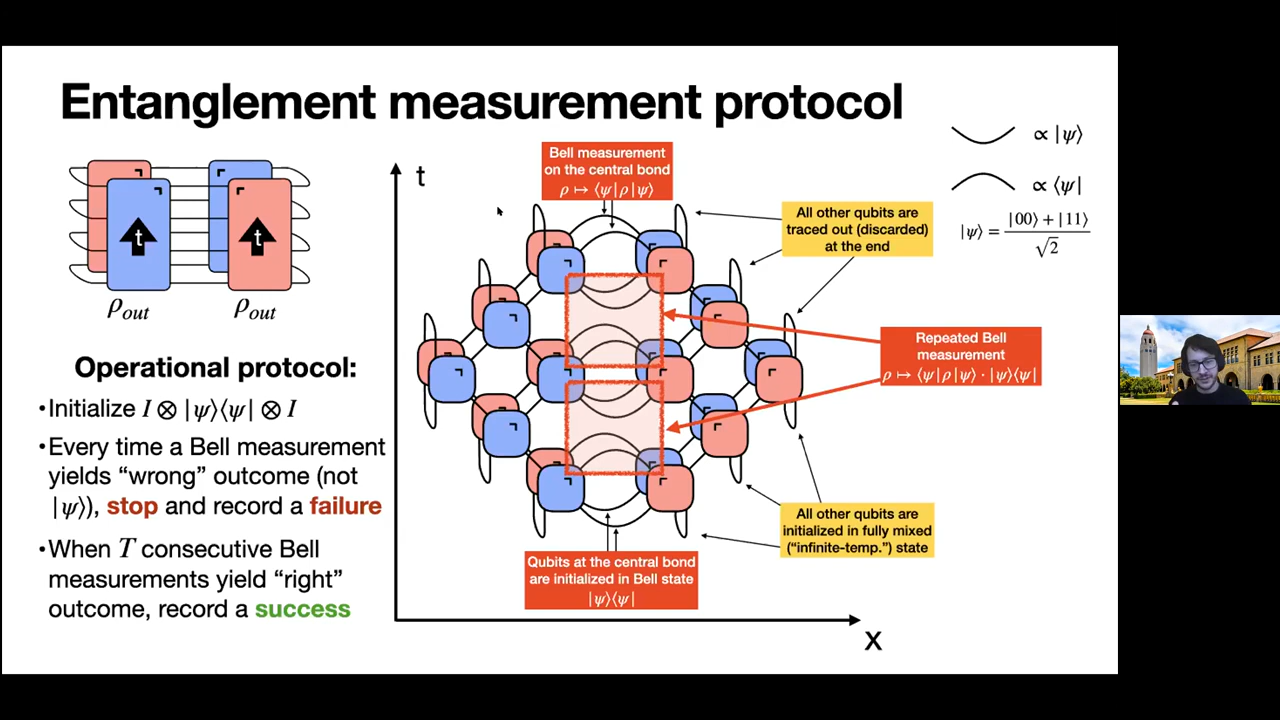 Entanglement measurement protocol
t
t
ρout
ρout
Operational protocol:
•Initialize I ⊗ |ψ⟩⟨ψ| ⊗ I
•Every time a Bell measurement
yields “wrong” outcome (not
|ψ⟩), stop and record a failure
•When T consecutive Bell
measurements yield “right”
outcome, record a success
t
Bell measurement
on the central bond
ρ ↦ ⟨ψ|ρ|ψ⟩
∝ |ψ⟩
∝ ⟨ψ|
|ψ⟩ = |00⟩ + |11⟩ / √2
All other qubits are
traced out (discarded)
at the end
Repeated Bell
measurement
ρ ↦ ⟨ψ|ρ|ψ⟩ · |ψ⟩⟨ψ|
All other qubits are
initialized in fully mixed
(“infinite-temp.”) state
Qubits at the central bond
are initialized in Bell state
|ψ⟩⟨ψ|
x